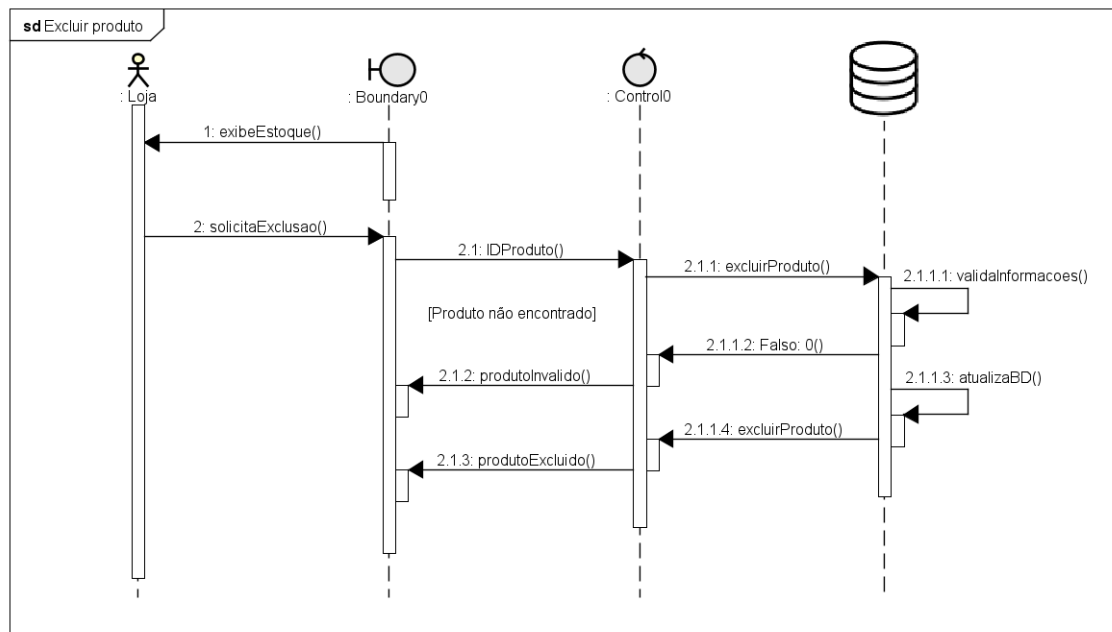 sd Excluir produto
: Loja
: Boundary0
: Control0
1: exibeEstoque()
2: solicitaExclusao()
2.1: IDProduto()
2.1.1: excluirProduto()
2.1.1.1: validaInformacoes()
[Produto não encontrado]
2.1.1.2: Falso: 0()
2.1.2: produtoInvalido()
2.1.1.3: atualizaBD()
2.1.1.4: excluirProduto()
2.1.3: produtoExcluido()